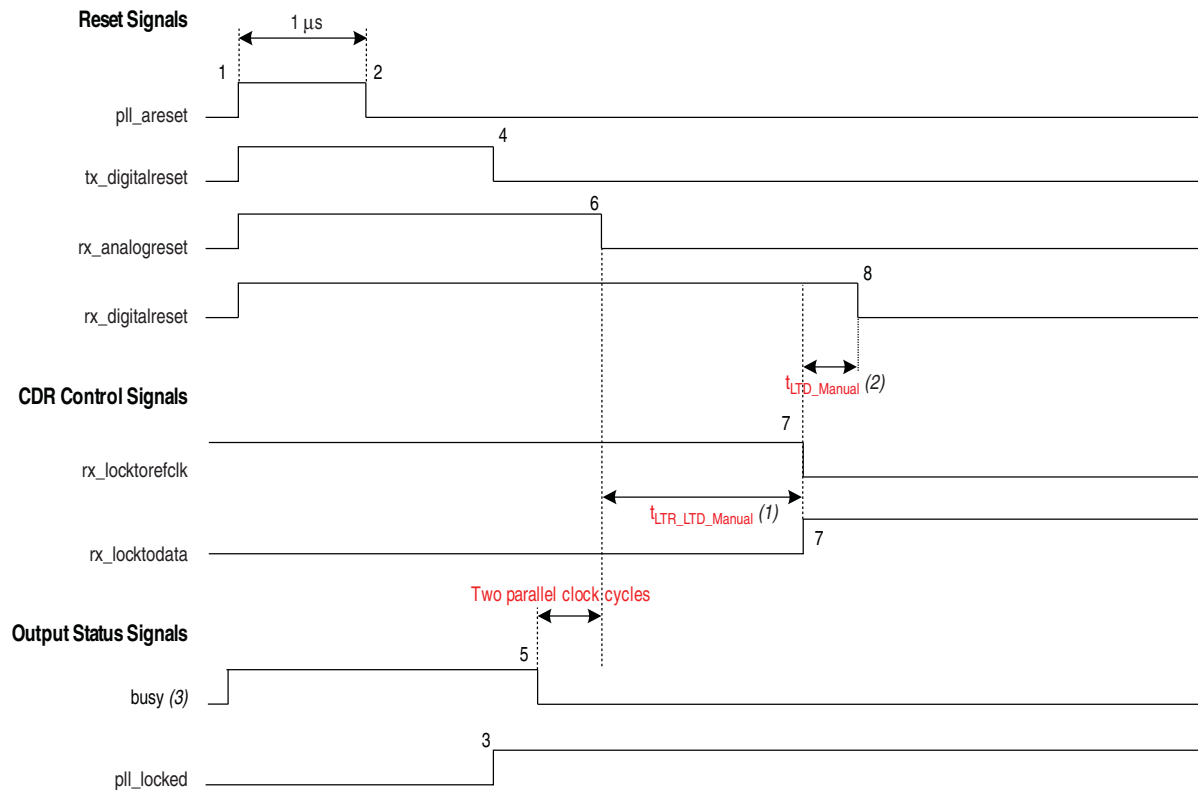 Reset Signals
1 μs
1
2
pll_areset
4
tx_digitalreset
6
rx_analogreset
8
rx_digitalreset
tLTD_Manual (2)
CDR Control Signals
7
rx_locktorefclk
tLTR_LTD_Manual (1)
7
rx_locktodata
Two parallel clock cycles
Output Status Signals
5
busy (3)
3
pll_locked